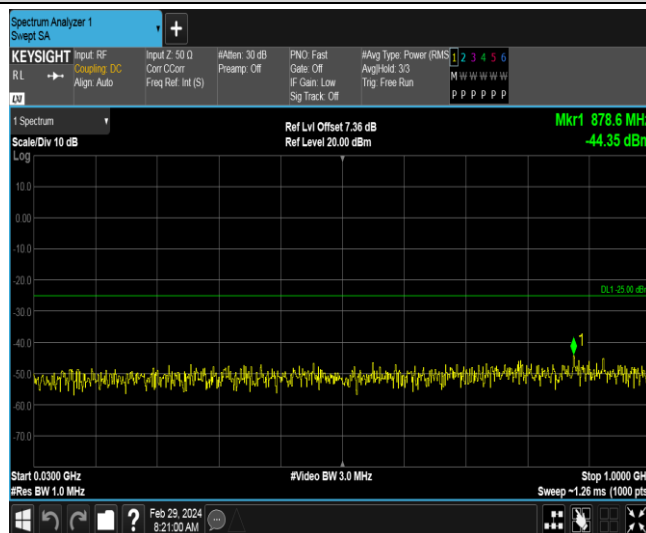 Spectrum Analyzer 1
Swept SA
+
KEYSIGHT Input: RF Input Z: 50 Ω #Atten: 30 dB PNO: Fast #Avg Type: Power (RMS 1 2 3 4 5 6
RL Coupling: DC Corr CCorr Preamp: Off Gate: Off Avg|Hold: 3/3 M W W W W W
Align: Auto Freq Ref: Int (S) IF Gain: Low Trig: Free Run
LXI Sig Track: Off P P P P P P
1 Spectrum Ref Lvl Offset 7.36 dB Mkr1 878.6 MHz
Scale/Div 10 dB Ref Level 20.00 dBm -44.35 dBm
Log
10.0
0.00
-10.0
-20.0
DL1 -25.00 dBm
-30.0
-40.0
1
-50.0
-60.0
-70.0
Start 0.0300 GHz #Video BW 3.0 MHz Stop 1.0000 GH
#Res BW 1.0 MHz Sweep ~1.26 ms (1000 pts
? Feb 29, 2024
8:21:00 AM